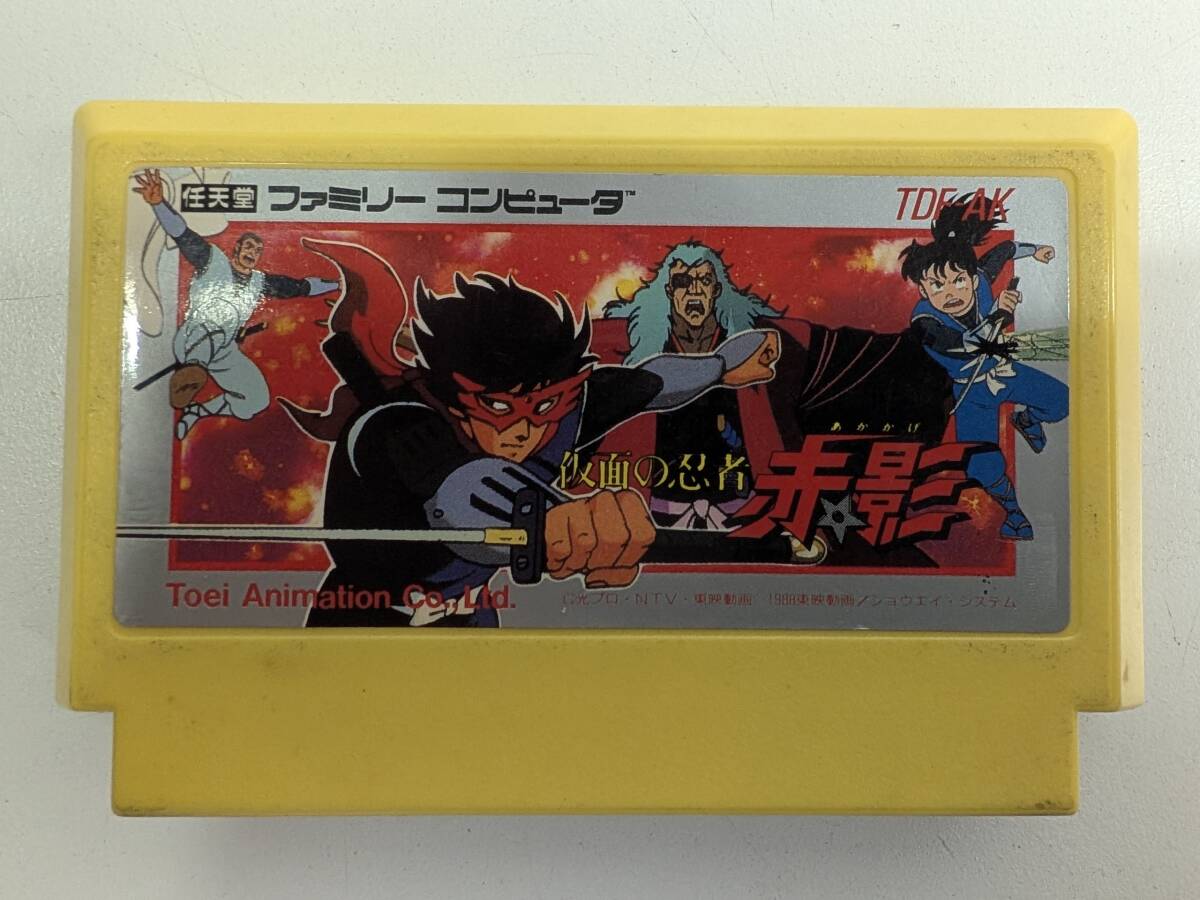 任天堂 ファミリー コンピュータ™
TDF-AK
あかかげ
仮面の忍者 赤影
Toei Animation Co., Ltd.
©光プロ・NTV・東映動画 1988東映動画/ショウエイ・システム